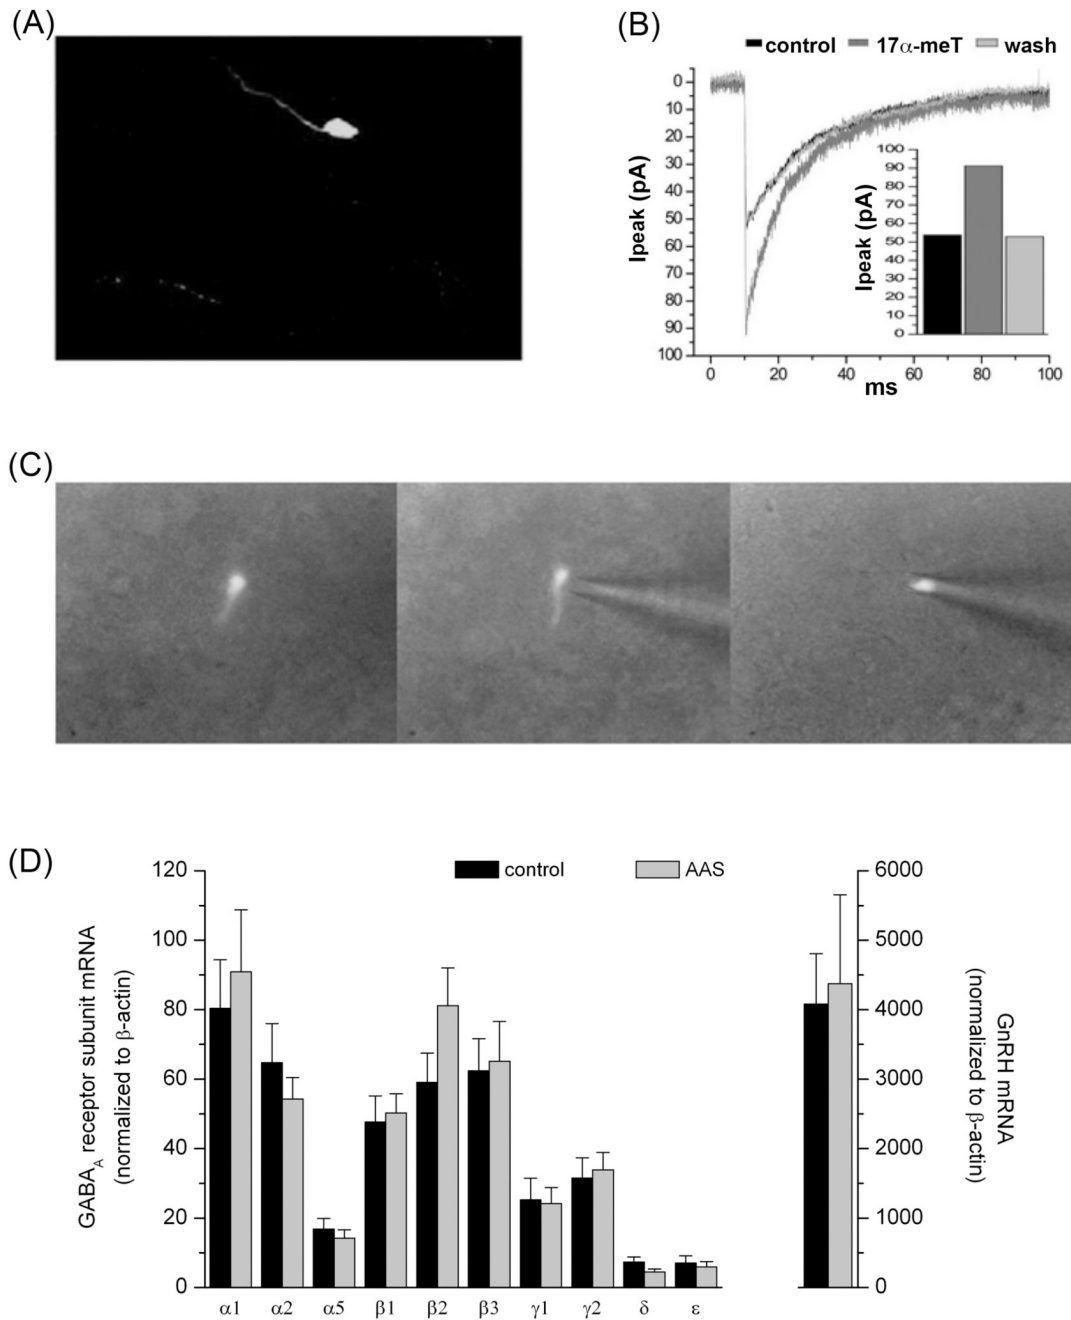 (A)
(B)
control 17α-meT wash
Ipeak (pA)
0
10
20
30
40
50
60
70
80
90
100
0 20 40 60 80 100
ms
Ipeak (pA)
100
90
80
70
60
50
40
30
20
10
0
(C)
(D)
control AAS
GABAA receptor subunit mRNA
(normalized to β-actin)
120
100
80
60
40
20
0
α1 α2 α5 β1 β2 β3 γ1 γ2 δ ε
6000
5000
4000
3000
2000
1000
0
GnRH mRNA
(normalized to β-actin)